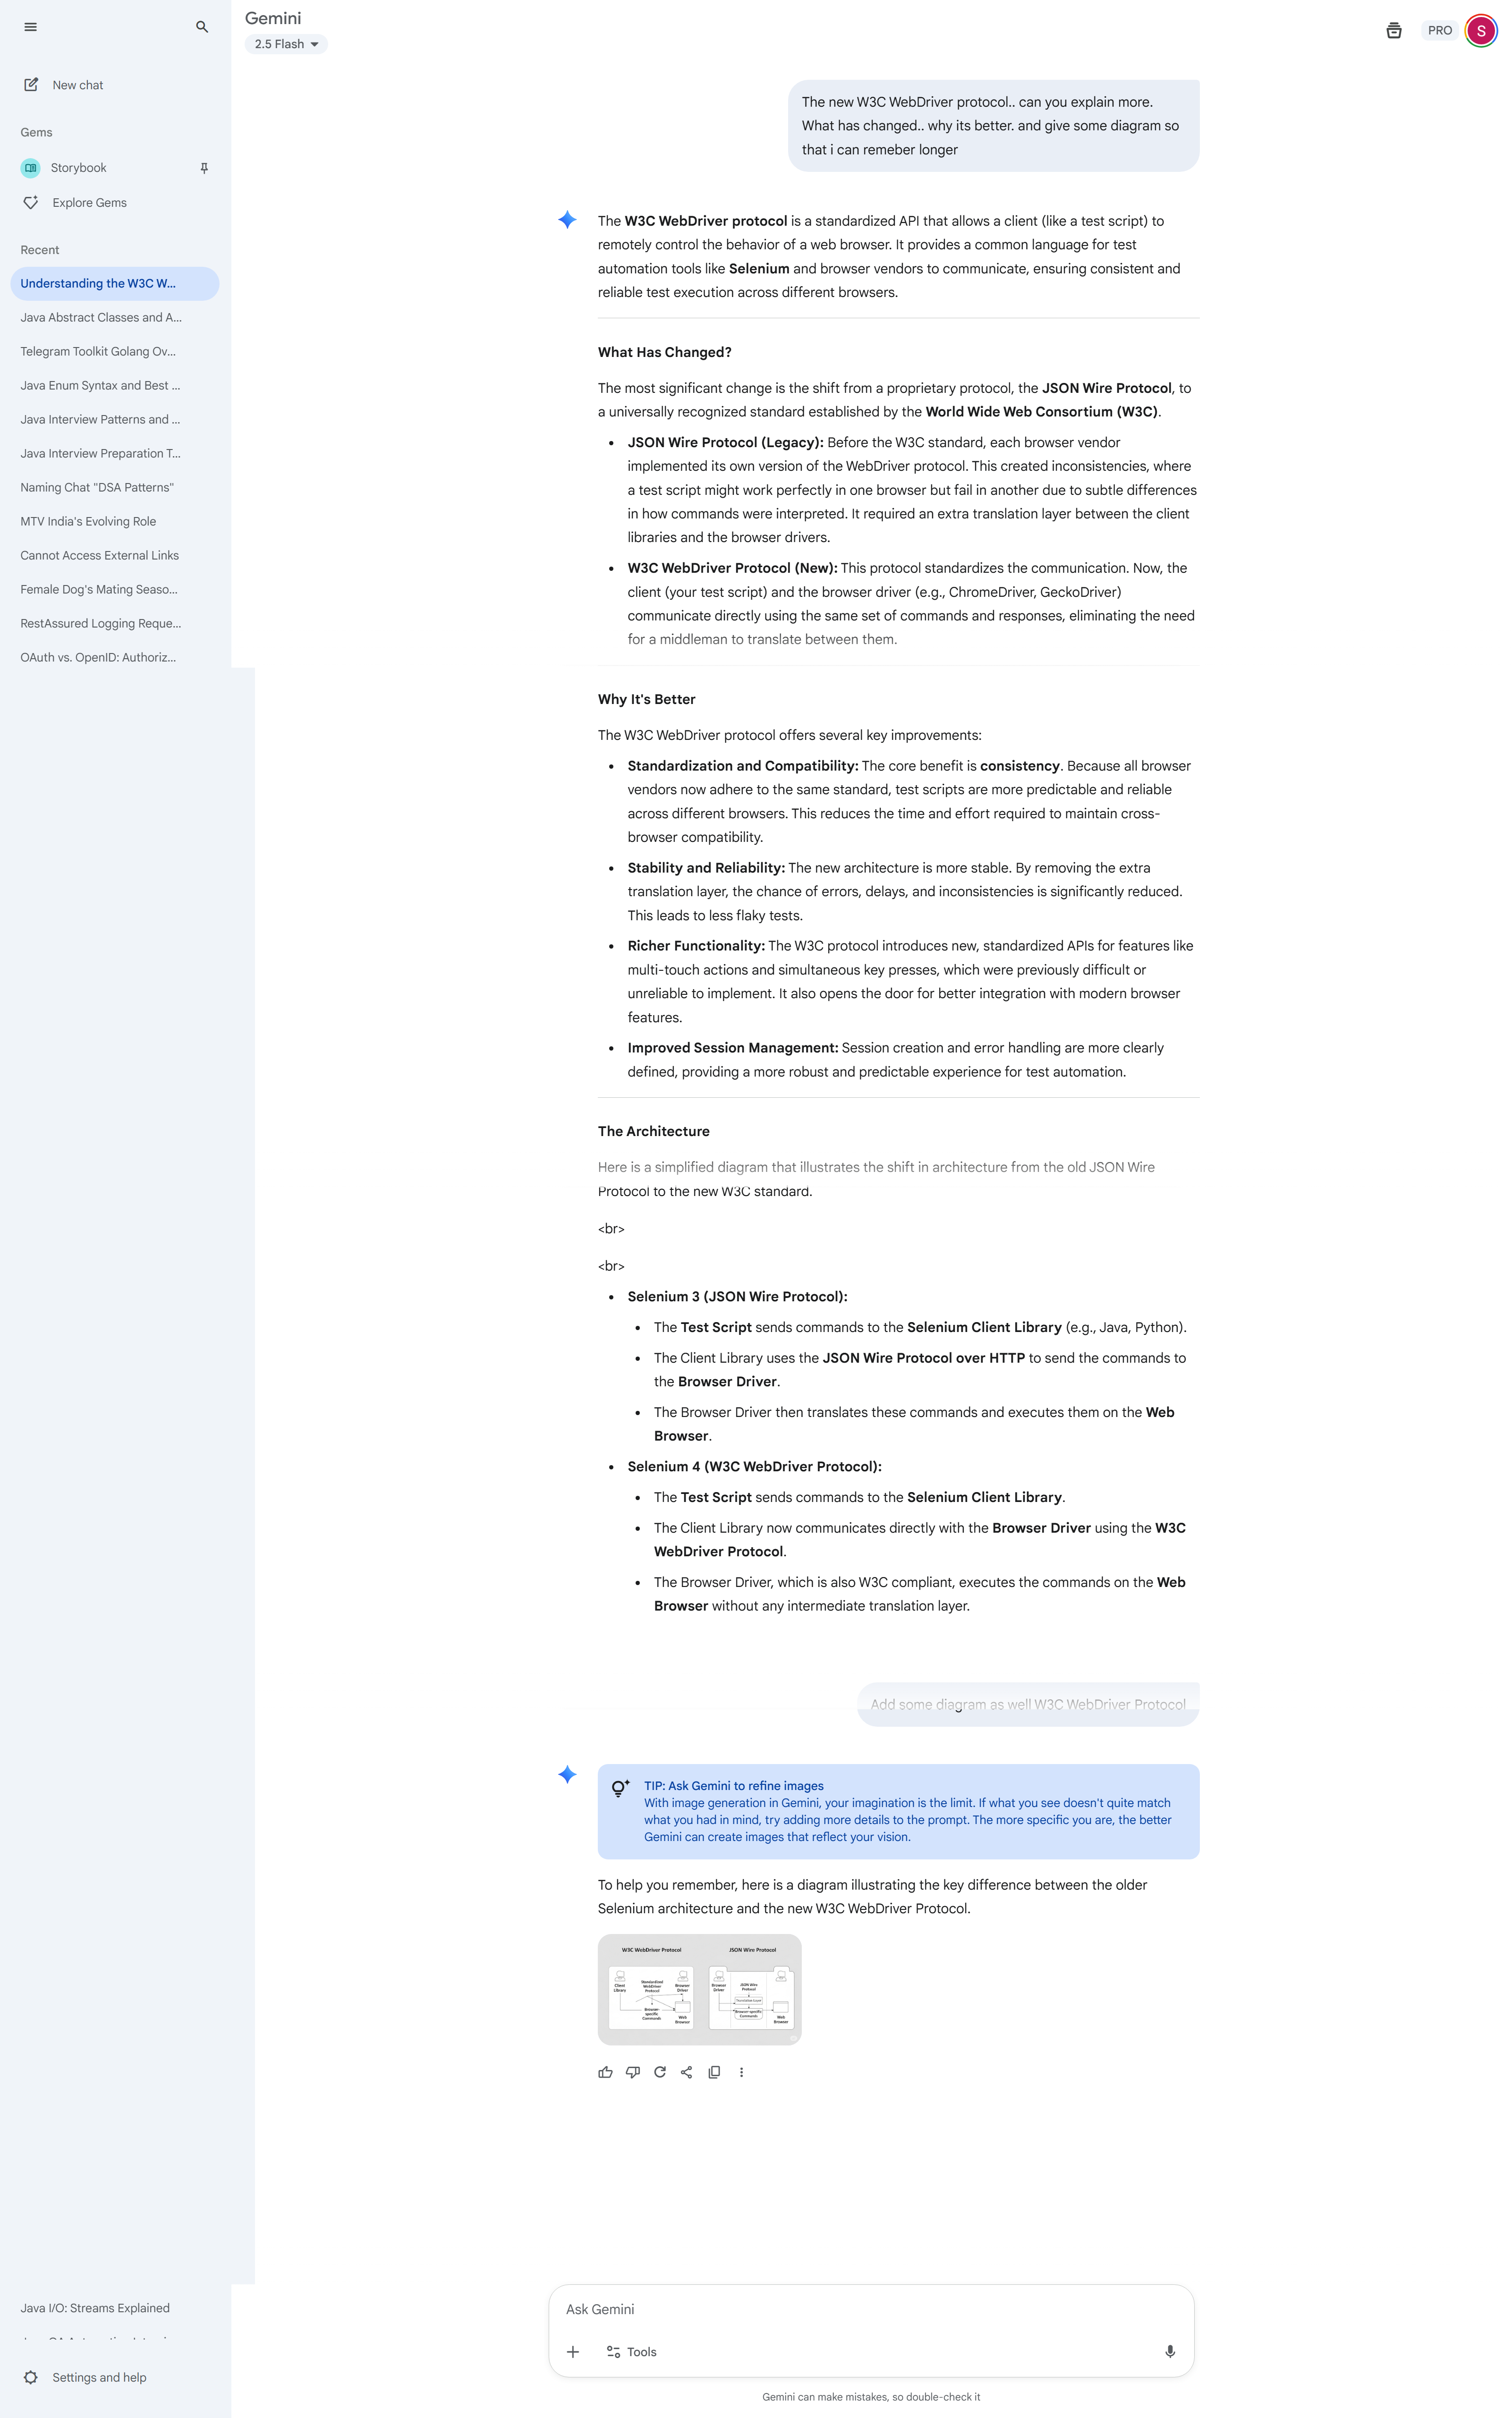 Gemini
2.5 Flash
PRO
S
New chat
Gems
Storybook
Explore Gems
Recent
Understanding the W3C W...
Java Abstract Classes and A...
Telegram Toolkit Golang Ov...
Java Enum Syntax and Best ...
Java Interview Patterns and ...
Java Interview Preparation T...
Naming Chat "DSA Patterns"
MTV India's Evolving Role
Cannot Access External Links
Female Dog's Mating Seaso...
RestAssured Logging Reque...
OAuth vs. OpenID: Authoriz...
Java I/O: Streams Explained
Settings and help
The new W3C WebDriver protocol.. can you explain more.
What has changed.. why its better. and give some diagram so
that i can remeber longer
The W3C WebDriver protocol is a standardized API that allows a client (like a test script) to
remotely control the behavior of a web browser. It provides a common language for test
automation tools like Selenium and browser vendors to communicate, ensuring consistent and
reliable test execution across different browsers.
What Has Changed?
The most significant change is the shift from a proprietary protocol, the JSON Wire Protocol, to
a universally recognized standard established by the World Wide Web Consortium (W3C).
• JSON Wire Protocol (Legacy): Before the W3C standard, each browser vendor
implemented its own version of the WebDriver protocol. This created inconsistencies, where
a test script might work perfectly in one browser but fail in another due to subtle differences
in how commands were interpreted. It required an extra translation layer between the client
libraries and the browser drivers.
• W3C WebDriver Protocol (New): This protocol standardizes the communication. Now, the
client (your test script) and the browser driver (e.g., ChromeDriver, GeckoDriver)
communicate directly using the same set of commands and responses, eliminating the need
for a middleman to translate between them.
Why It's Better
The W3C WebDriver protocol offers several key improvements:
• Standardization and Compatibility: The core benefit is consistency. Because all browser
vendors now adhere to the same standard, test scripts are more predictable and reliable
across different browsers. This reduces the time and effort required to maintain cross-
browser compatibility.
• Stability and Reliability: The new architecture is more stable. By removing the extra
translation layer, the chance of errors, delays, and inconsistencies is significantly reduced.
This leads to less flaky tests.
• Richer Functionality: The W3C protocol introduces new, standardized APIs for features like
multi-touch actions and simultaneous key presses, which were previously difficult or
unreliable to implement. It also opens the door for better integration with modern browser
features.
• Improved Session Management: Session creation and error handling are more clearly
defined, providing a more robust and predictable experience for test automation.
The Architecture
Here is a simplified diagram that illustrates the shift in architecture from the old JSON Wire
Protocol to the new W3C standard.
<br>
<br>
• Selenium 3 (JSON Wire Protocol):
• The Test Script sends commands to the Selenium Client Library (e.g., Java, Python).
• The Client Library uses the JSON Wire Protocol over HTTP to send the commands to
the Browser Driver.
• The Browser Driver then translates these commands and executes them on the Web
Browser.
• Selenium 4 (W3C WebDriver Protocol):
• The Test Script sends commands to the Selenium Client Library.
• The Client Library now communicates directly with the Browser Driver using the W3C
WebDriver Protocol.
• The Browser Driver, which is also W3C compliant, executes the commands on the Web
Browser without any intermediate translation layer.
Add some diagram as well W3C WebDriver Protocol
TIP: Ask Gemini to refine images
With image generation in Gemini, your imagination is the limit. If what you see doesn't quite match
what you had in mind, try adding more details to the prompt. The more specific you are, the better
Gemini can create images that reflect your vision.
To help you remember, here is a diagram illustrating the key difference between the older
Selenium architecture and the new W3C WebDriver Protocol.
W3C WebDriver Protocol
Client
Library
Standardized
WebDriver
Protocol
Browser
Driver
Browser-
specific
Commands
Web
Browser
JSON Wire Protocol
Browser
Driver
JSON Wire
Protocol
Browser-specific
Commands
Web
Browser
Ask Gemini
Tools
Gemini can make mistakes, so double-check it